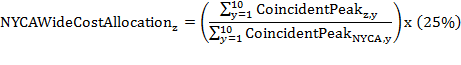 NYCAWideCostAllocation_z = (∑_{y=1}^{10} CoincidentPeak_{z,y} / ∑_{y=1}^{10} CoincidentPeak_{NYCA,y}) x (25%)